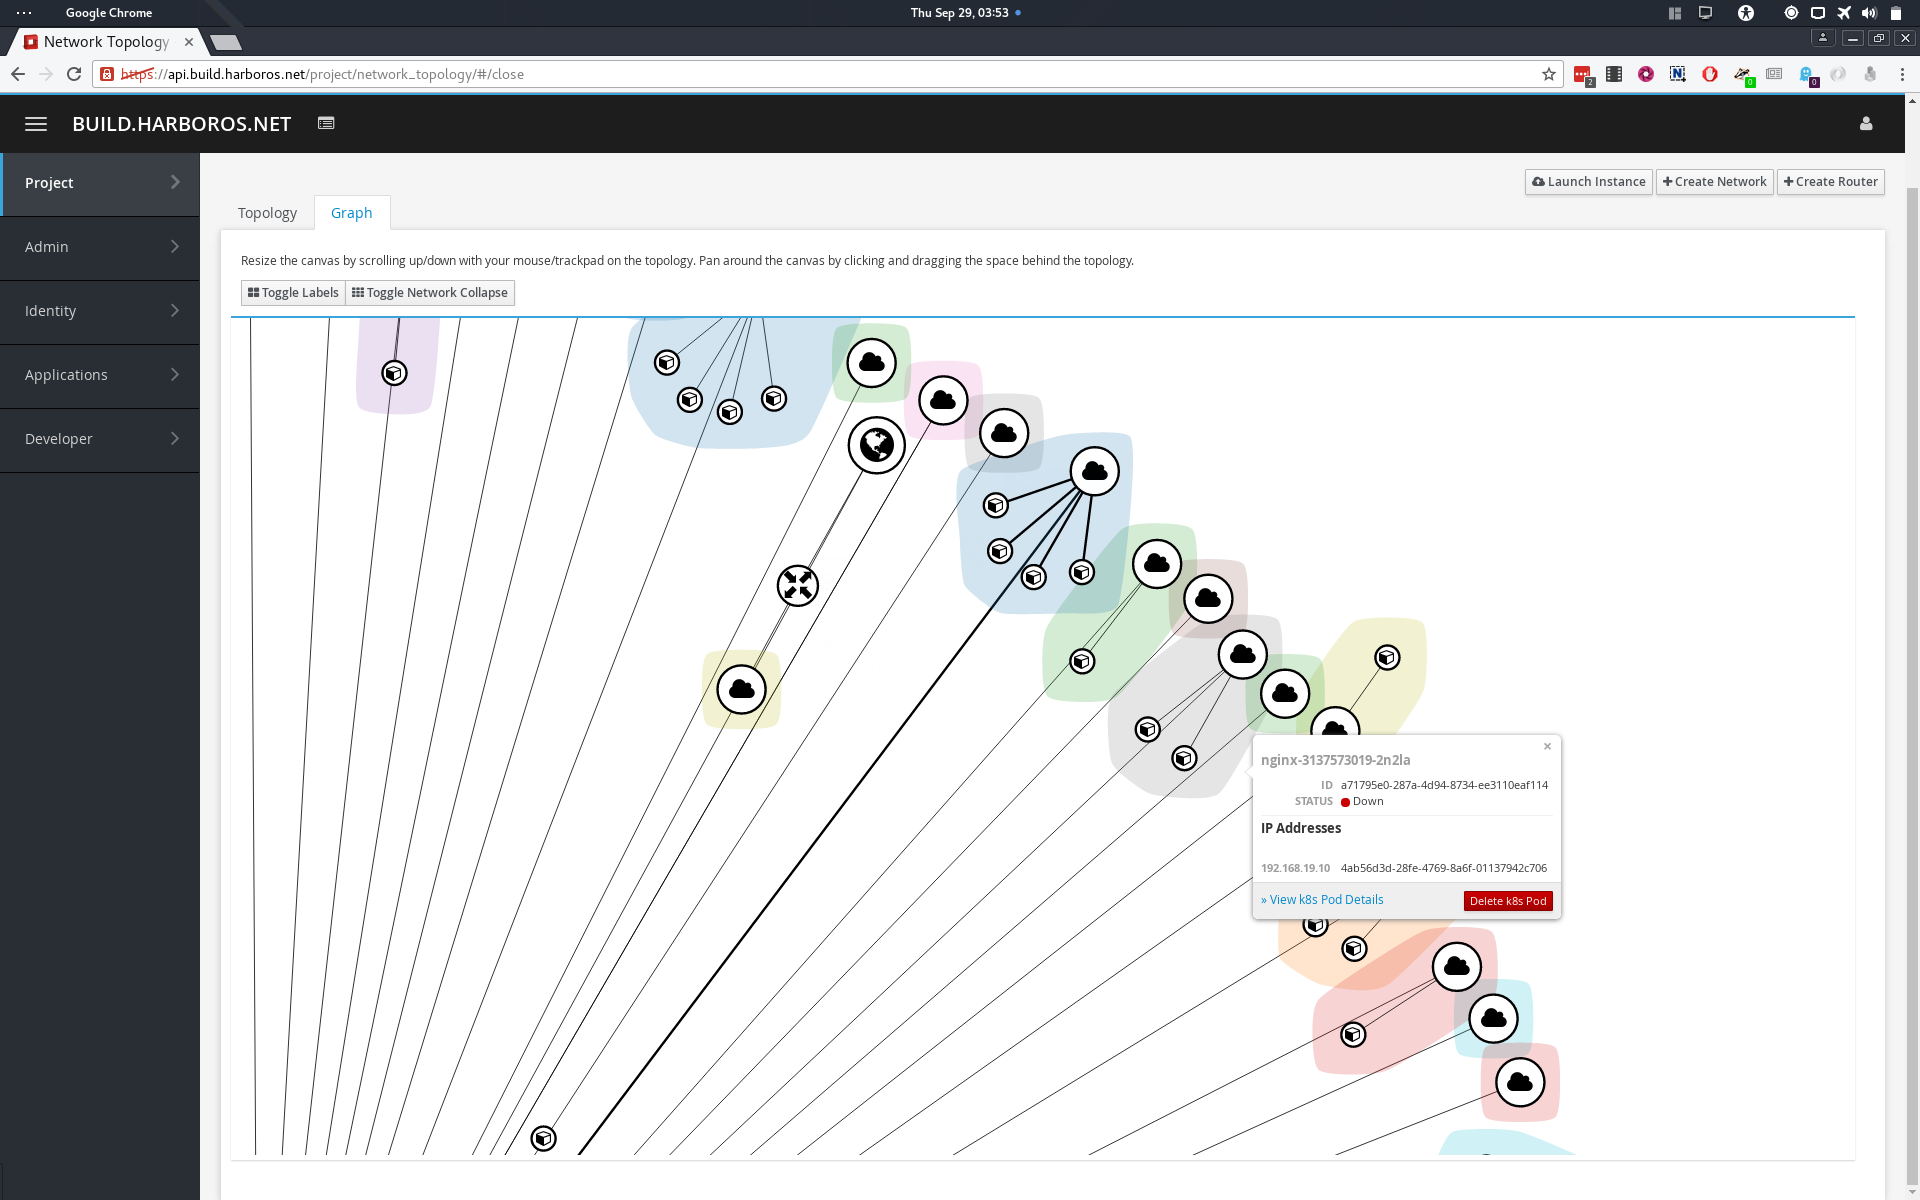 Google Chrome
Thu Sep 29, 03:53
Network Topology
https://api.build.harboros.net/project/network_topology/#/close
2
0
0
BUILD.HARBOROS.NET
Project
Admin
Identity
Applications
Developer
Launch Instance
Create Network
Create Router
Topology
Graph
Resize the canvas by scrolling up/down with your mouse/trackpad on the topology. Pan around the canvas by clicking and dragging the space behind the topology.
Toggle Labels
Toggle Network Collapse
nginx-3137573019-2n2la
ID a71795e0-287a-4d94-8734-ee3110eaf114
STATUS Down
IP Addresses
192.168.19.10 4ab56d3d-28fe-4769-8a6f-01137942c706
» View k8s Pod Details
Delete k8s Pod